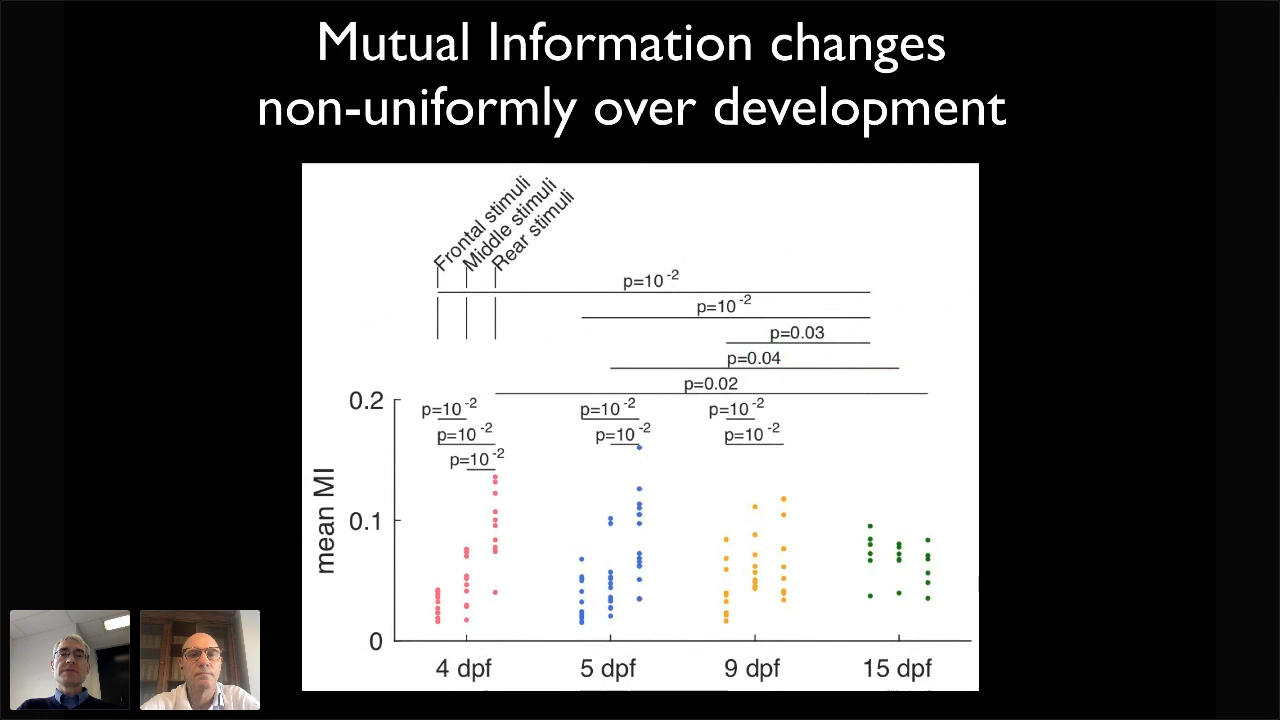 Mutual Information changes
non-uniformly over development
Frontal stimuli
Middle stimuli
Rear stimuli
p=10⁻²
p=10⁻²
p=0.03
p=0.04
p=0.02
0.2
p=10⁻² p=10⁻² p=10⁻²
p=10⁻² p=10⁻² p=10⁻²
p=10⁻²
mean MI
0.1
0
4 dpf 5 dpf 9 dpf 15 dpf